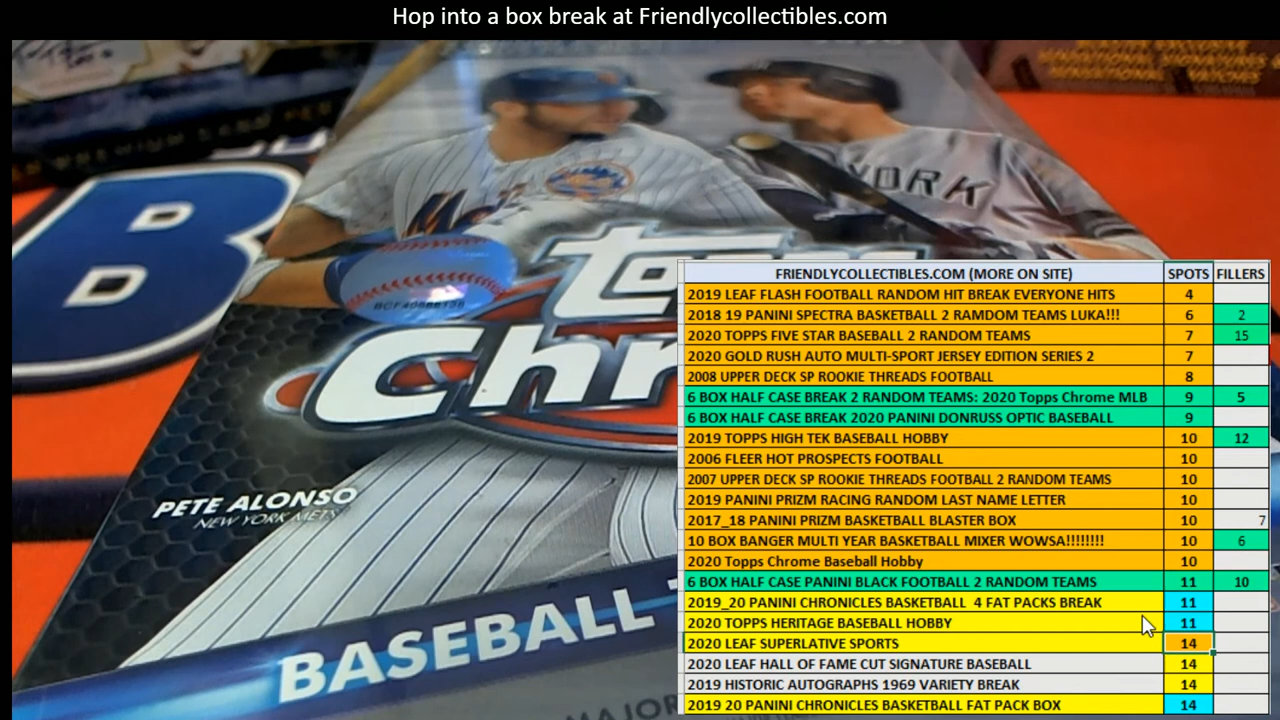 Hop into a box break at Friendlycollectibles.com
B
Mets
YORK
BCF40688138
Topps
Chr
PETE ALONSO
NEW YORK METS
BASEBALL
MAJOR
FRIENDLYCOLLECTIBLES.COM (MORE ON SITE) SPOTS FILLERS
2019 LEAF FLASH FOOTBALL RANDOM HIT BREAK EVERYONE HITS 4
2018 19 PANINI SPECTRA BASKETBALL 2 RAMDOM TEAMS LUKA!!! 6 2
2020 TOPPS FIVE STAR BASEBALL 2 RANDOM TEAMS 7 15
2020 GOLD RUSH AUTO MULTI-SPORT JERSEY EDITION SERIES 2 7
2008 UPPER DECK SP ROOKIE THREADS FOOTBALL 8
6 BOX HALF CASE BREAK 2 RANDOM TEAMS: 2020 Topps Chrome MLB 9 5
6 BOX HALF CASE BREAK 2020 PANINI DONRUSS OPTIC BASEBALL 9
2019 TOPPS HIGH TEK BASEBALL HOBBY 10 12
2006 FLEER HOT PROSPECTS FOOTBALL 10
2007 UPPER DECK SP ROOKIE THREADS FOOTBALL 2 RANDOM TEAMS 10
2019 PANINI PRIZM RACING RANDOM LAST NAME LETTER 10
2017_18 PANINI PRIZM BASKETBALL BLASTER BOX 10 7
10 BOX BANGER MULTI YEAR BASKETBALL MIXER WOWSA!!!!!!!! 10 6
2020 Topps Chrome Baseball Hobby 10
6 BOX HALF CASE PANINI BLACK FOOTBALL 2 RANDOM TEAMS 11 10
2019_20 PANINI CHRONICLES BASKETBALL 4 FAT PACKS BREAK 11
2020 TOPPS HERITAGE BASEBALL HOBBY 11
2020 LEAF SUPERLATIVE SPORTS 14
2020 LEAF HALL OF FAME CUT SIGNATURE BASEBALL 14
2019 HISTORIC AUTOGRAPHS 1969 VARIETY BREAK 14
2019 20 PANINI CHRONICLES BASKETBALL FAT PACK BOX 14